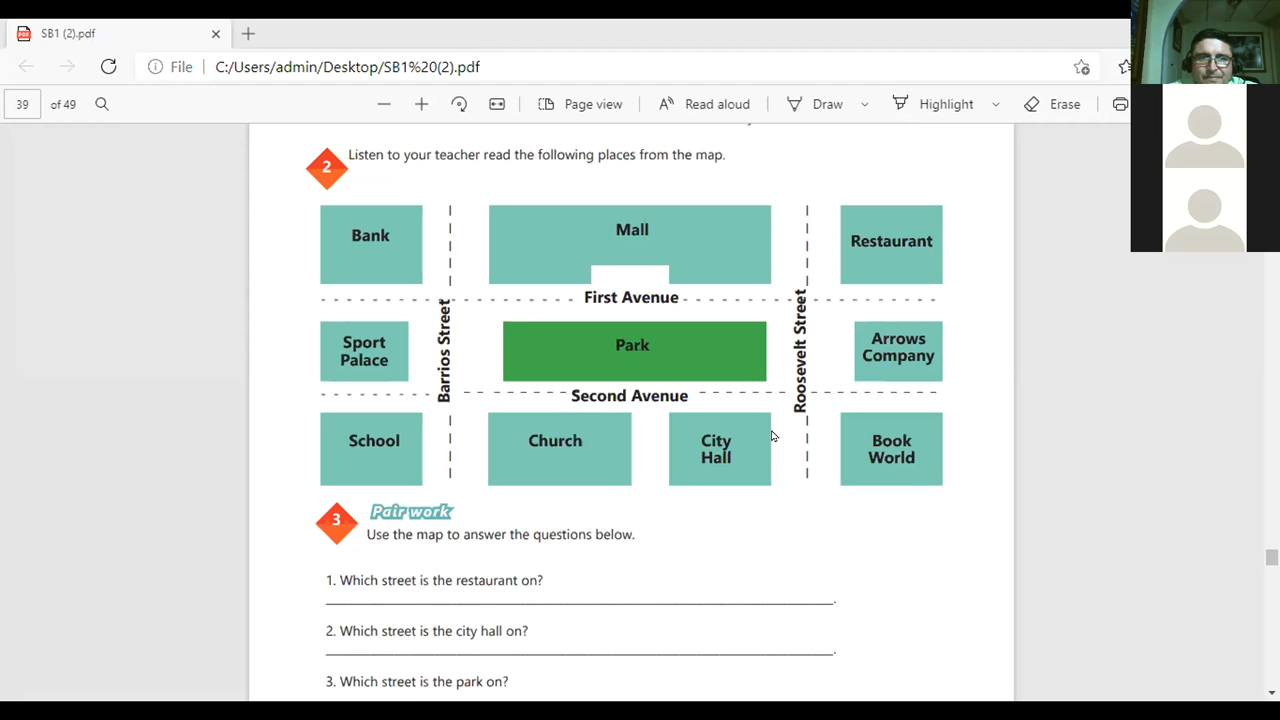 SB1 (2).pdf
File C:/Users/admin/Desktop/SB1%20(2).pdf
39 of 49 Page view Read aloud Draw Highlight Erase
2 Listen to your teacher read the following places from the map.
Bank
Mall
Restaurant
First Avenue
Barrios Street
Roosevelt Street
Sport
Palace
Park
Arrows
Company
Second Avenue
School
Church
City
Hall
Book
World
3 Pair work
Use the map to answer the questions below.
1. Which street is the restaurant on?
2. Which street is the city hall on?
3. Which street is the park on?